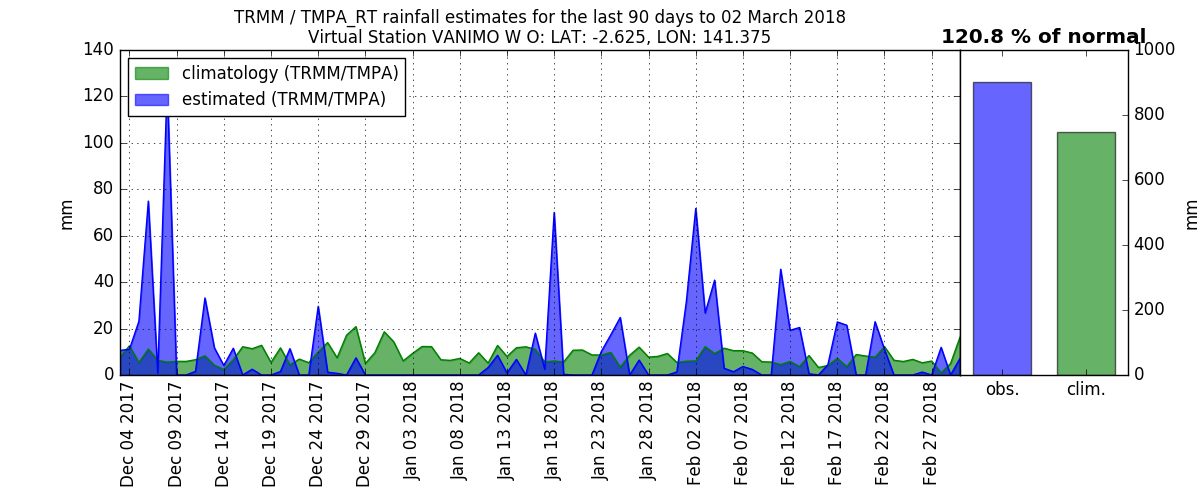 TRMM / TMPA_RT rainfall estimates for the last 90 days to 02 March 2018
Virtual Station VANIMO W O: LAT: -2.625, LON: 141.375
120.8 % of normal
climatology (TRMM/TMPA)
estimated (TRMM/TMPA)
140
120
100
80
60
40
20
0
mm
Dec 04 2017
Dec 09 2017
Dec 14 2017
Dec 19 2017
Dec 24 2017
Dec 29 2017
Jan 03 2018
Jan 08 2018
Jan 13 2018
Jan 18 2018
Jan 23 2018
Jan 28 2018
Feb 02 2018
Feb 07 2018
Feb 12 2018
Feb 17 2018
Feb 22 2018
Feb 27 2018
obs.
clim.
1000
800
600
400
200
0
mm